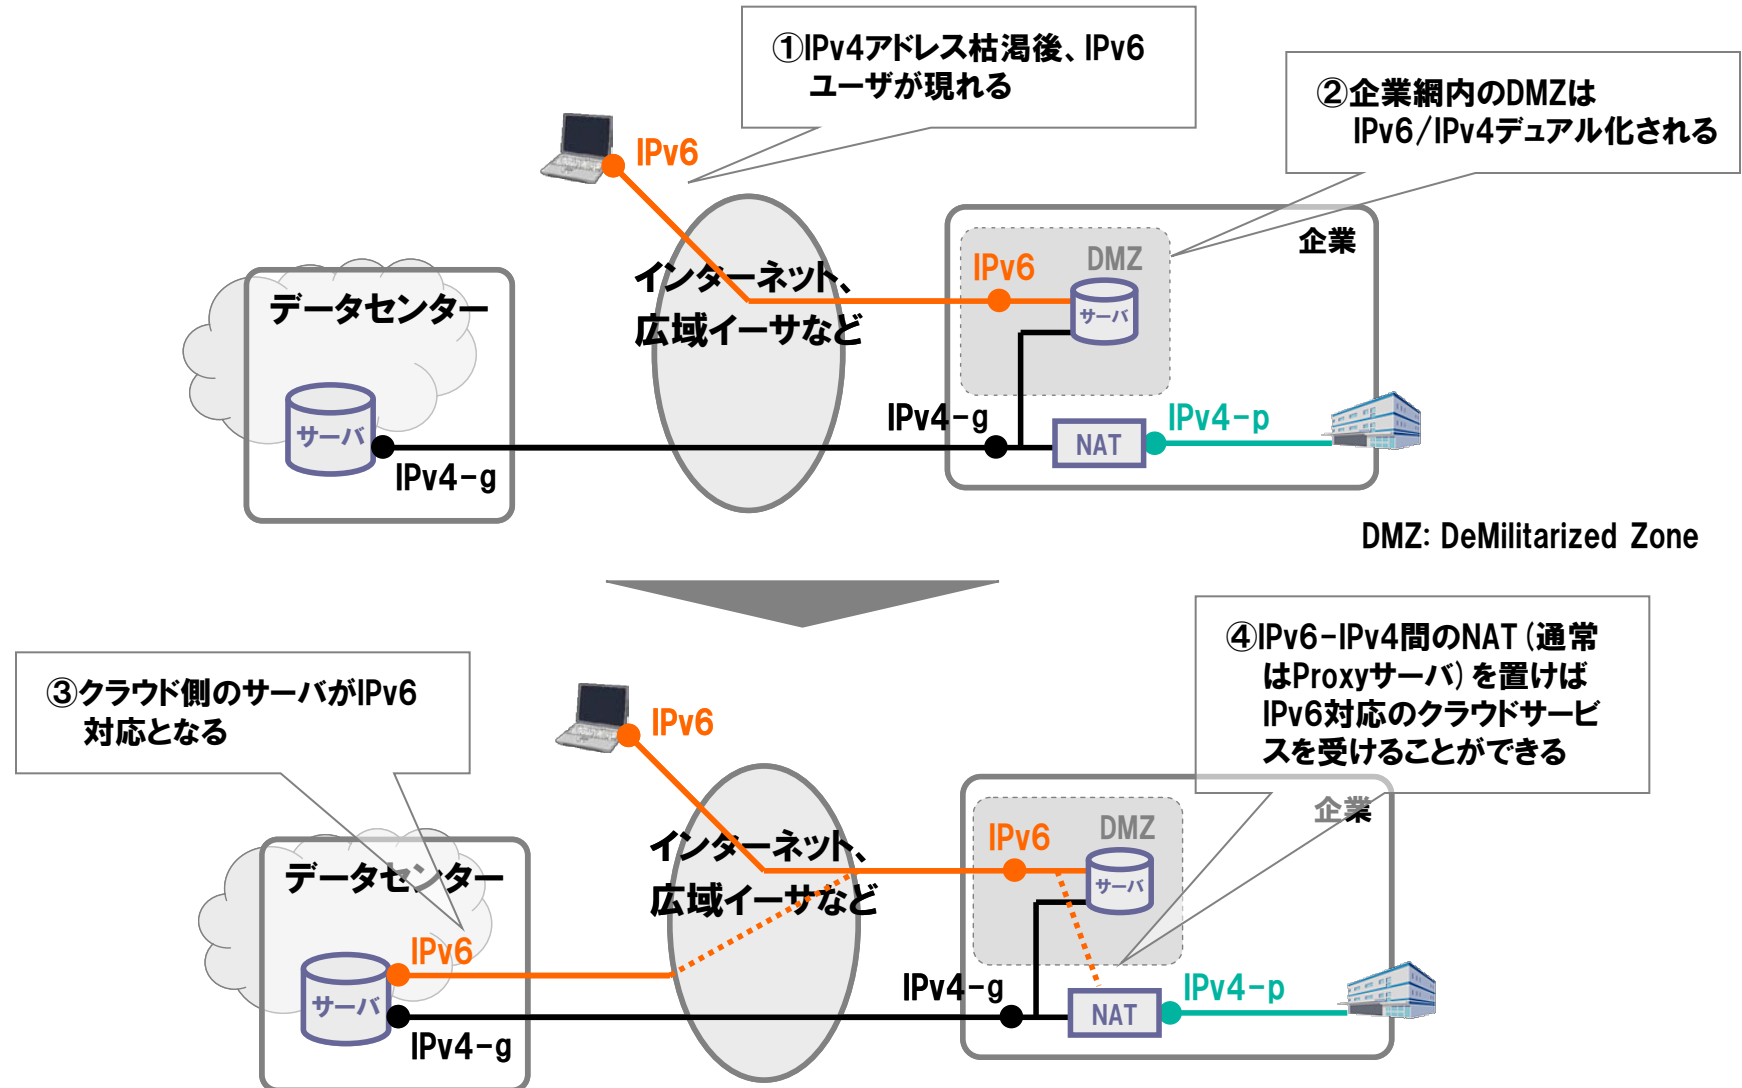 ①IPv4アドレス枯渇後、IPv6
ユーザが現れる
②企業網内のDMZは
IPv6/IPv4デュアル化される
IPv6
企業
DMZ
IPv6
サーバ
インターネット、
広域イーサなど
データセンター
サーバ
IPv4-g
IPv4-g
NAT
IPv4-p
DMZ: DeMilitarized Zone
③クラウド側のサーバがIPv6
対応となる
④IPv6-IPv4間のNAT(通常
はProxyサーバ)を置けば
IPv6対応のクラウドサービ
スを受けることができる
IPv6
企業
DMZ
IPv6
サーバ
インターネット、
広域イーサなど
データセンター
IPv6
サーバ
IPv4-g
IPv4-g
NAT
IPv4-p